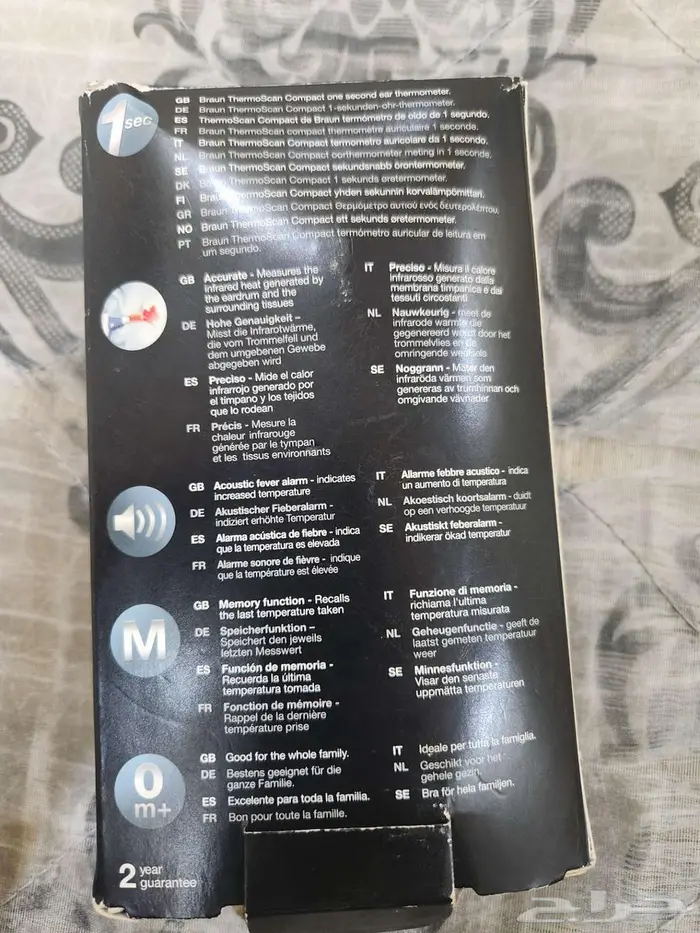 1 sec
GB Braun ThermoScan Compact one second ear thermometer.
DE Braun ThermoScan Compact 1-sekunden-ohr-thermometer.
ES ThermoScan Compact de Braun termómetro de oído da 1 segundo.
FR Braun ThermoScan compact thermomètre auriculaire 1 seconde.
IT Braun ThermoScan Compact termometro auricolare da 1 secondo.
NL Braun ThermoScan Compact oorthermometer meting in 1 seconde.
SE Braun ThermoScan Compact sekundsnabb örontermometer.
DK Braun ThermoScan Compact 1 sekunds øretermometer.
FI Braun ThermoScan Compact yhden sekunnin korvalämpömittari.
GR Braun ThermoScan Compact Θερμόμετρο αυτιού ενός δευτερολέπτου.
NO Braun ThermoScan Compact ett sekunds øretermometer.
PT Braun ThermoScan Compact termómetro auricular de leitura em
um segundo.
GB Accurate - Measures the
infrared heat generated by
the eardrum and the
surrounding tissues
DE Hohe Genauigkeit –
Misst die Infrarotwärme,
die vom Trommelfell und
dem umgebenen Gewebe
abgegeben wird
ES Preciso - Mide el calor
infrarrojo generado por
el tímpano y los tejidos
que lo rodean
FR Précis - Mesure la
chaleur infrarouge
générée par le tympan
et les tissus environnants
IT Preciso - Misura il calore
infrarosso generato dalla
membrana timpanica e dai
tessuti circostanti
NL Nauwkeurig - meet de
infrarode warmte die
gegenereerd wordt door het
trommelvlies en de
omringende weefsels
SE Noggrann - Mäter den
infraröda värmen som
genereras av trumhinnan och
omgivande vävnader
GB Acoustic fever alarm - indicates
increased temperature
DE Akustischer Fieberalarm -
indiziert erhöhte Temperatur
ES Alarma acústica de fiebre - indica
que la temperatura es elevada
FR Alarme sonore de fièvre - indique
que la température est élevée
IT Allarme febbre acustico - indica
un aumento di temperatura
NL Akoestisch koortsalarm - duidt
op een verhoogde temperatuur
SE Akustiskt feberalarm -
indikerar ökad temperatur
M
GB Memory function - Recalls
the last temperature taken
DE Speicherfunktion –
Speichert den jeweils
letzten Messwert
ES Función de memoria -
Recuerda la última
temperatura tomada
FR Fonction de mémoire -
Rappel de la dernière
température prise
IT Funzione di memoria -
richiama l'ultima
temperatura misurata
NL Geheugenfunctie - geeft de
laatst gemeten temperatuur
weer
SE Minnesfunktion -
Visar den senaste
uppmätta temperaturen
0
m+
GB Good for the whole family.
DE Bestens geeignet für die
ganze Familie.
ES Excelente para toda la familia.
FR Bon pour toute la famille.
IT Ideale per tutta la famiglia.
NL Geschikt voor het
gehele gezin.
SE Bra för hela familjen.
2 year
guarantee
حراج